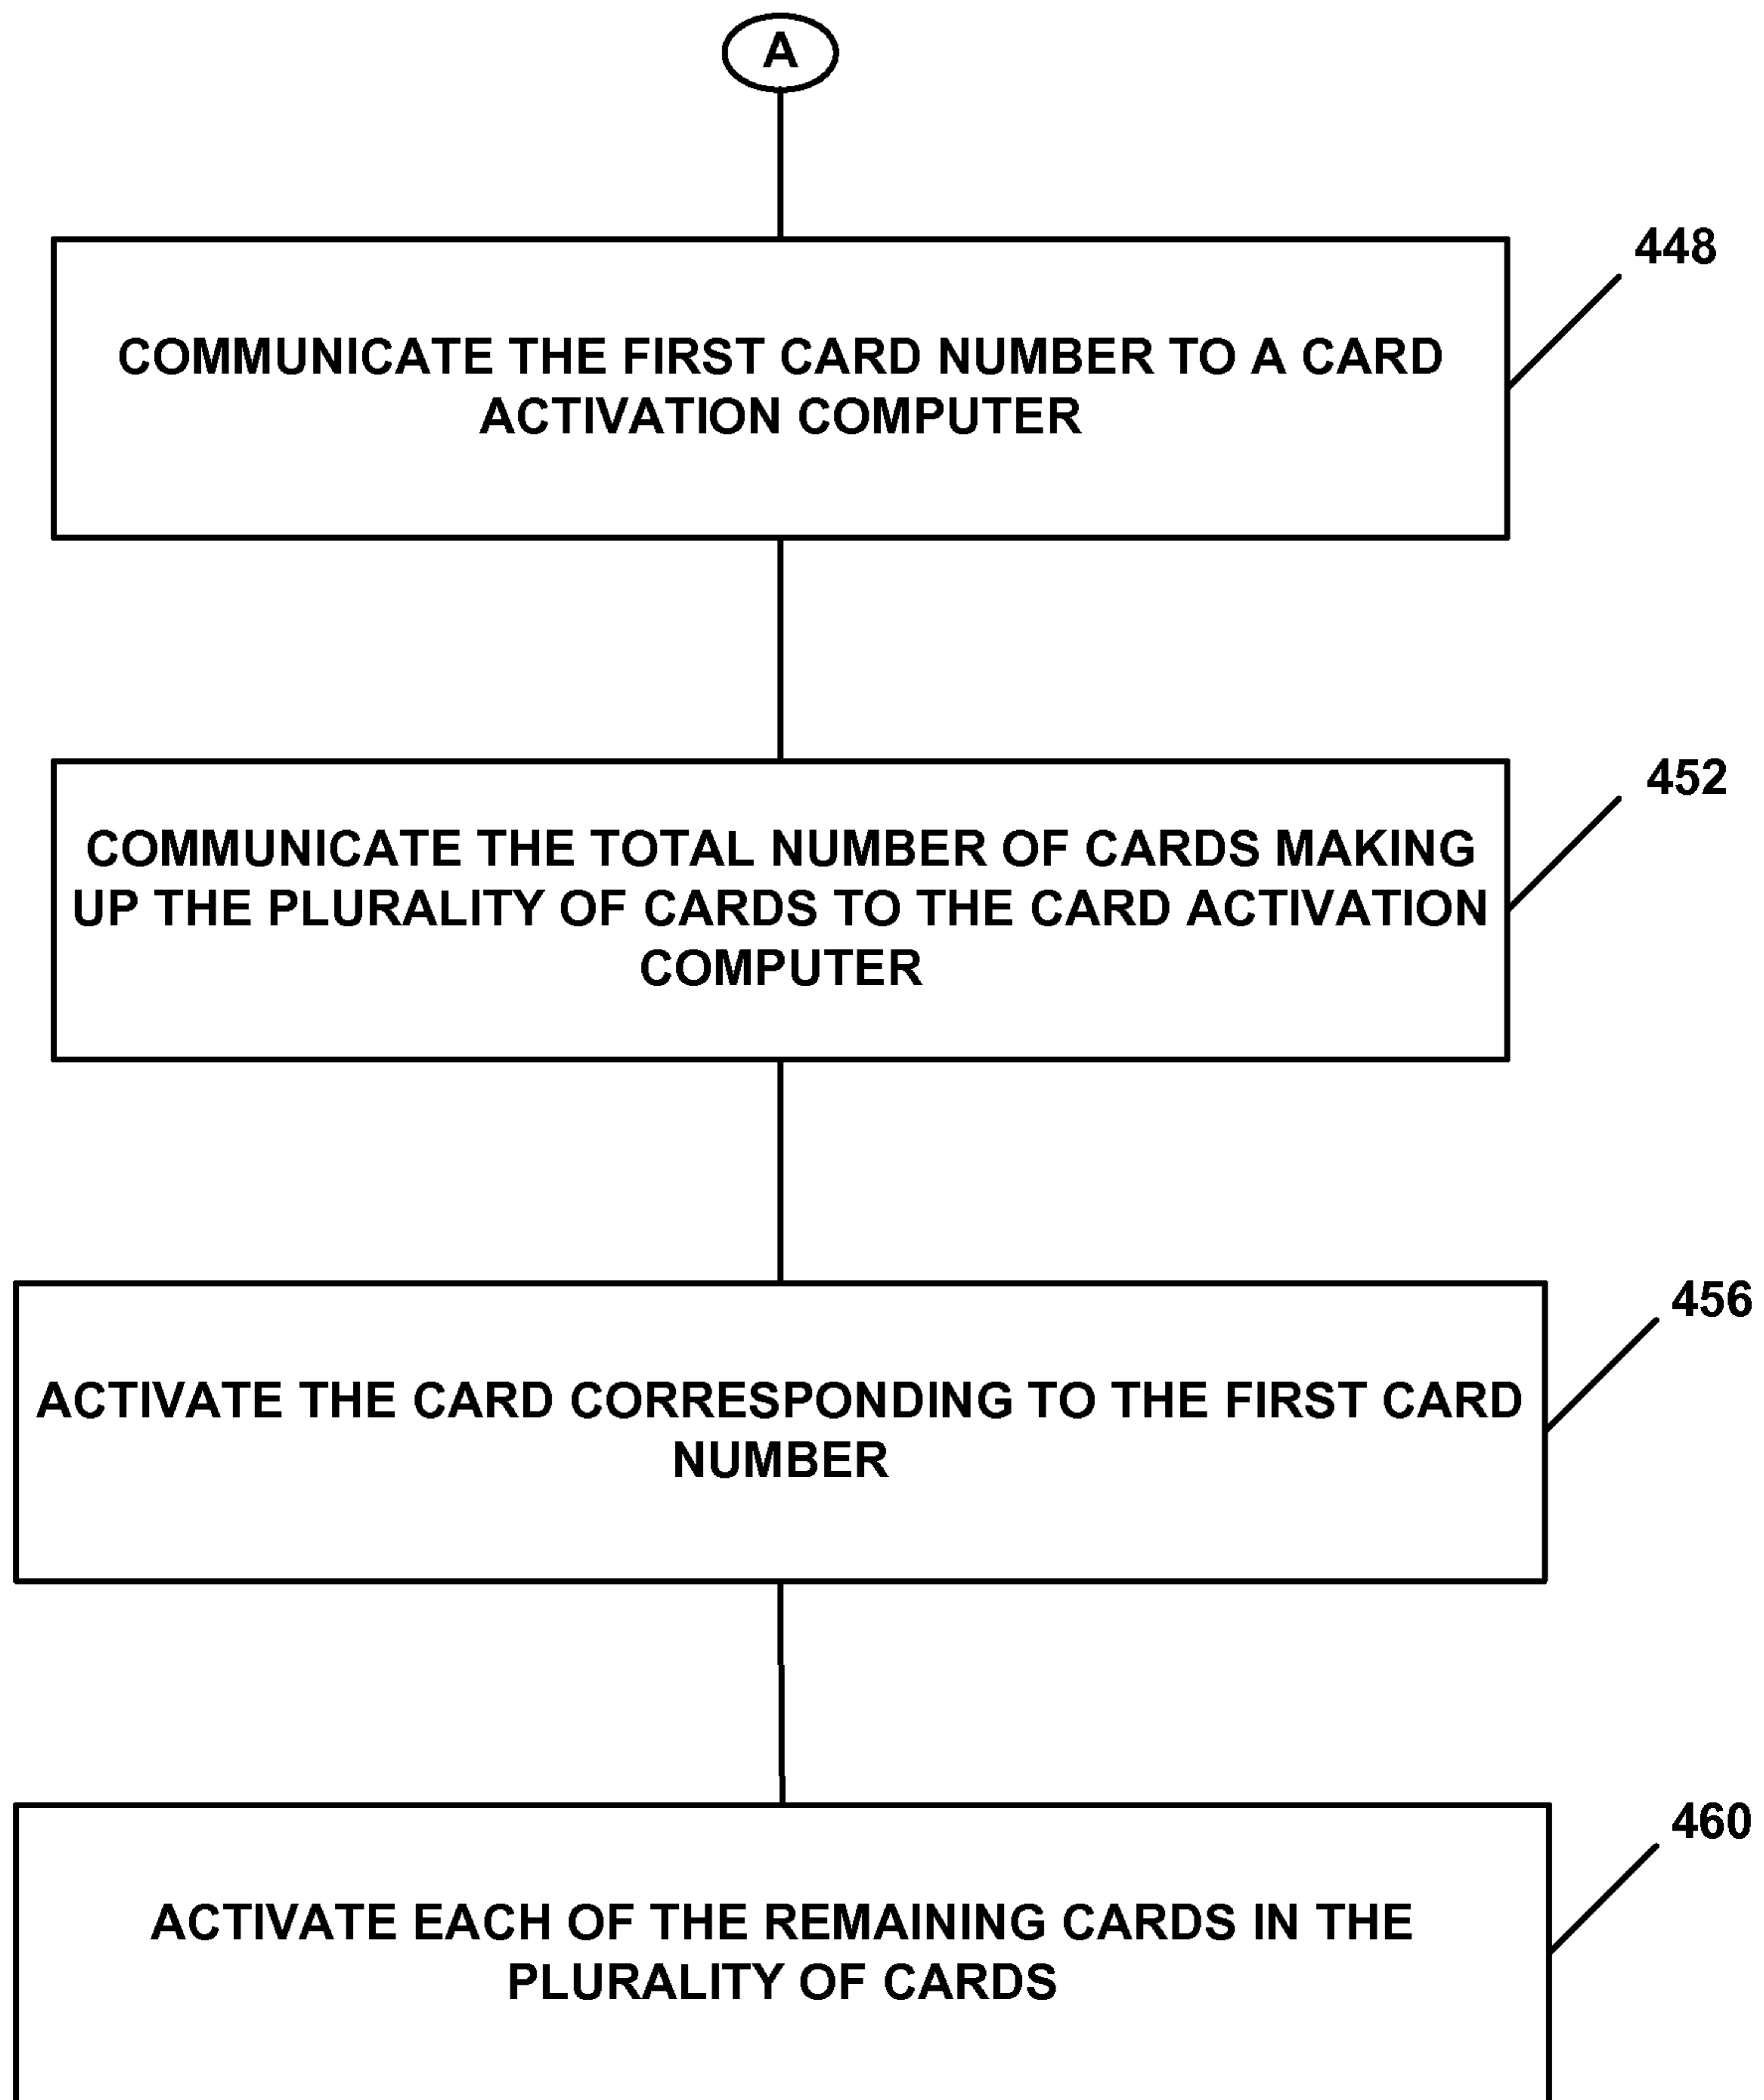 A
448
COMMUNICATE THE FIRST CARD NUMBER TO A CARD
ACTIVATION COMPUTER
452
COMMUNICATE THE TOTAL NUMBER OF CARDS MAKING
UP THE PLURALITY OF CARDS TO THE CARD ACTIVATION
COMPUTER
456
ACTIVATE THE CARD CORRESPONDING TO THE FIRST CARD
NUMBER
460
ACTIVATE EACH OF THE REMAINING CARDS IN THE
PLURALITY OF CARDS